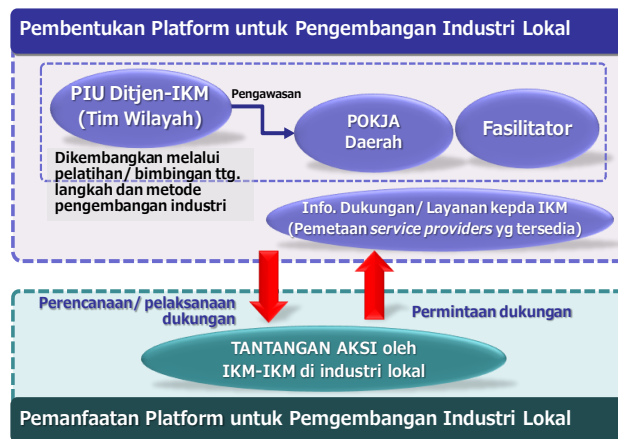 Pembentukan Platform untuk Pengembangan Industri Lokal
PIU Ditjen-IKM
(Tim Wilayah)
Pengawasan
POKJA
Daerah
Fasilitator
Dikembangkan melalui
pelatihan/ bimbingan ttg.
langkah dan metode
pengembangan industri
Info. Dukungan/ Layanan kepda IKM
(Pemetaan service providers yg tersedia)
Perencanaan/ pelaksanaan
dukungan
Permintaan dukungan
TANTANGAN AKSI oleh
IKM-IKM di industri lokal
Pemanfaatan Platform untuk Pemgembangan Industri Lokal